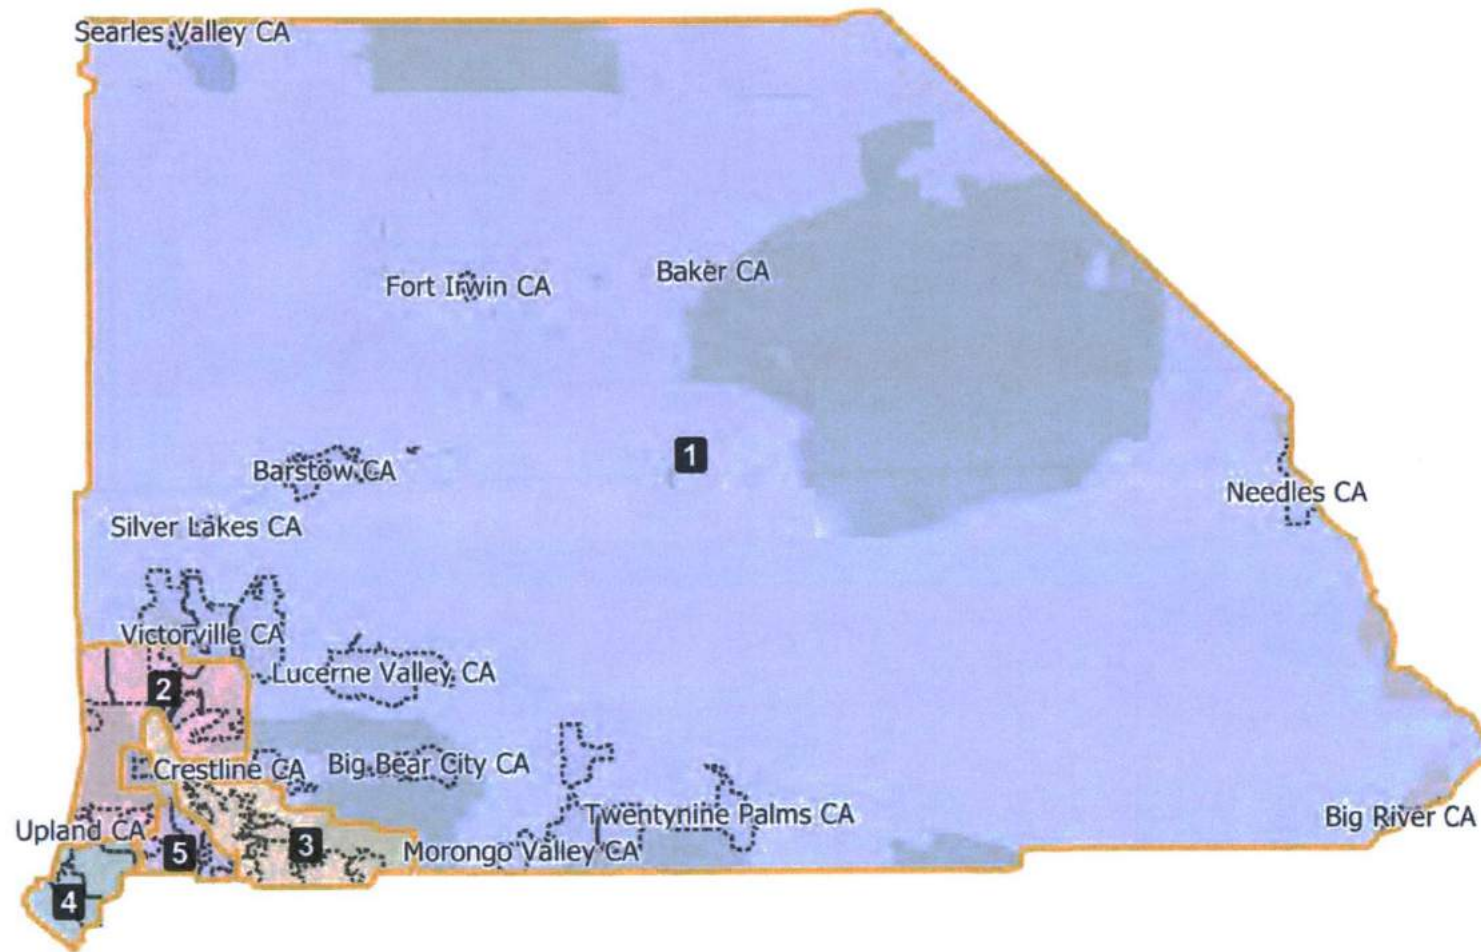 Searles Valley CA
Fort Irwin CA
Baker CA
1
Barstow CA
Needles CA
Silver Lakes CA
Victorville CA
Lucerne Valley CA
2
Crestline CA
Big Bear City CA
Twentynine Palms CA
Big River CA
Upland CA
3
5
Morongo Valley CA
4